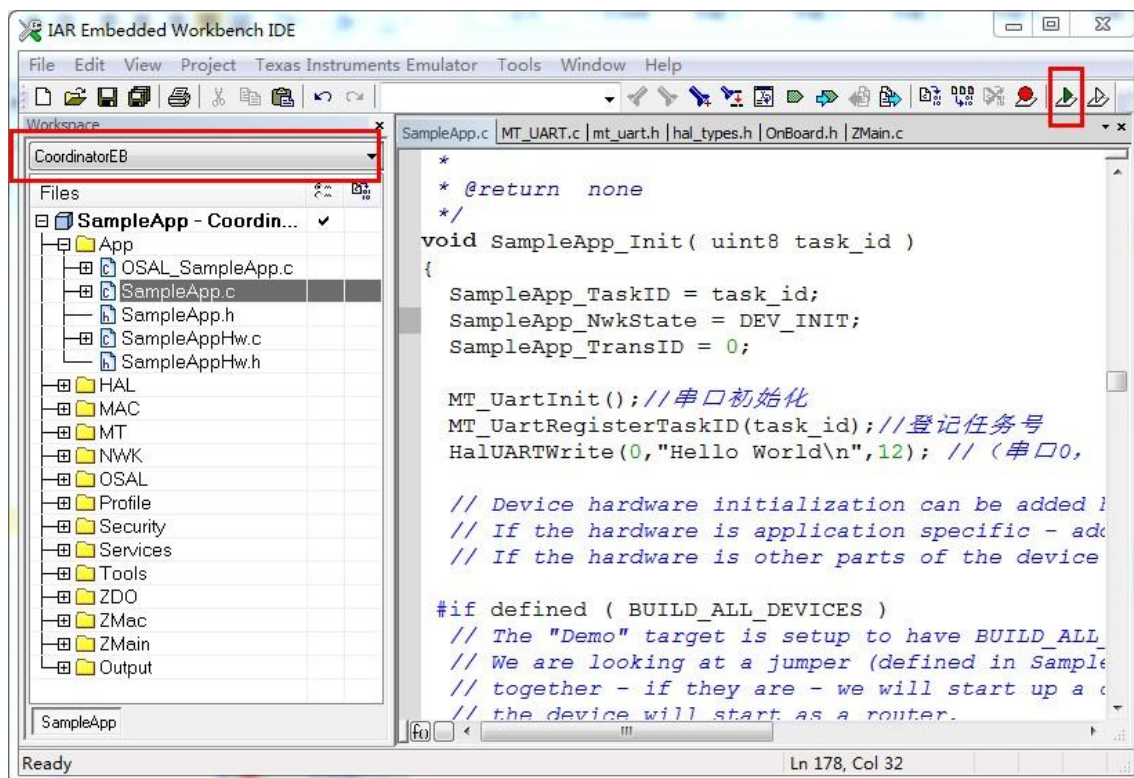 IAR Embedded Workbench IDE
File Edit View Project Texas Instruments Emulator Tools Window Help
Workspace
CoordinatorEB
Files
SampleApp - Coordin...
App
OSAL_SampleApp.c
SampleApp.c
SampleApp.h
SampleAppHw.c
SampleAppHw.h
HAL
MAC
MT
NWK
OSAL
Profile
Security
Services
Tools
ZDO
ZMac
ZMain
Output
SampleApp
SampleApp.c | MT_UART.c | mt_uart.h | hal_types.h | OnBoard.h | ZMain.c
*
* @return none
*/
void SampleApp_Init( uint8 task_id )
{
SampleApp_TaskID = task_id;
SampleApp_NwkState = DEV_INIT;
SampleApp_TransID = 0;
MT_UartInit();//串口初始化
MT_UartRegisterTaskID(task_id);//登记任务号
HalUARTWrite(0,"Hello World\n",12); //（串口0，
// Device hardware initialization can be added
// If the hardware is application specific - add
// If the hardware is other parts of the device
#if defined ( BUILD_ALL_DEVICES )
// The "Demo" target is setup to have BUILD_ALL_
// We are looking at a jumper (defined in Sample
// together - if they are - we will start up a
// the device will start as a router.
f()
Ready
Ln 178, Col 32